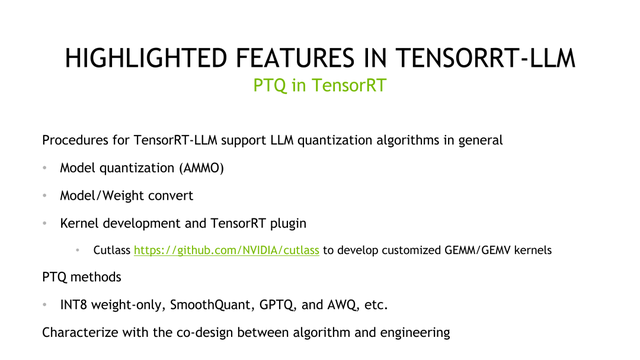 HIGHLIGHTED FEATURES IN TENSORRT-LLM
PTQ in TensorRT
Procedures for TensorRT-LLM support LLM quantization algorithms in general
• Model quantization (AMMO)
• Model/Weight convert
• Kernel development and TensorRT plugin
• Cutlass https://github.com/NVIDIA/cutlass to develop customized GEMM/GEMV kernels
PTQ methods
• INT8 weight-only, SmoothQuant, GPTQ, and AWQ, etc.
Characterize with the co-design between algorithm and engineering